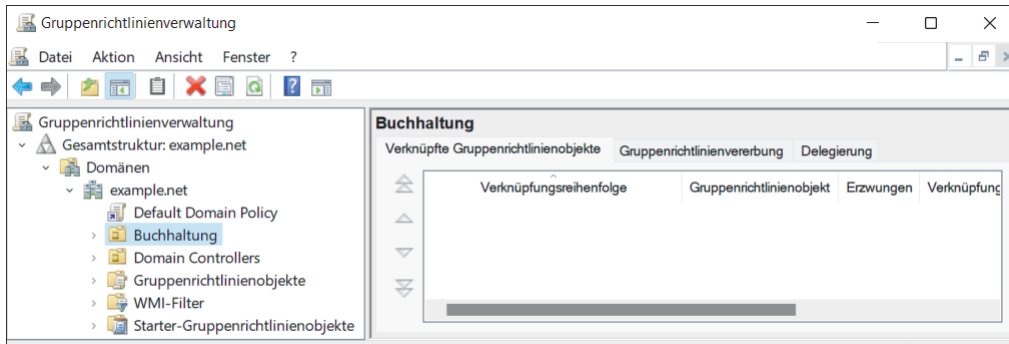 Gruppenrichtlinienverwaltung
Datei Aktion Ansicht Fenster ?
Gruppenrichtlinienverwaltung
Gesamtstruktur: example.net
Domänen
example.net
Default Domain Policy
Buchhaltung
Domain Controllers
Gruppenrichtlinienobjekte
WMI-Filter
Starter-Gruppenrichtlinienobjekte
Buchhaltung
Verknüpfte Gruppenrichtlinienobjekte Gruppenrichtlinienvererbung Delegierung
Verknüpfungsreihenfolge Gruppenrichtlinienobjekt Erzwungen Verknüpfung